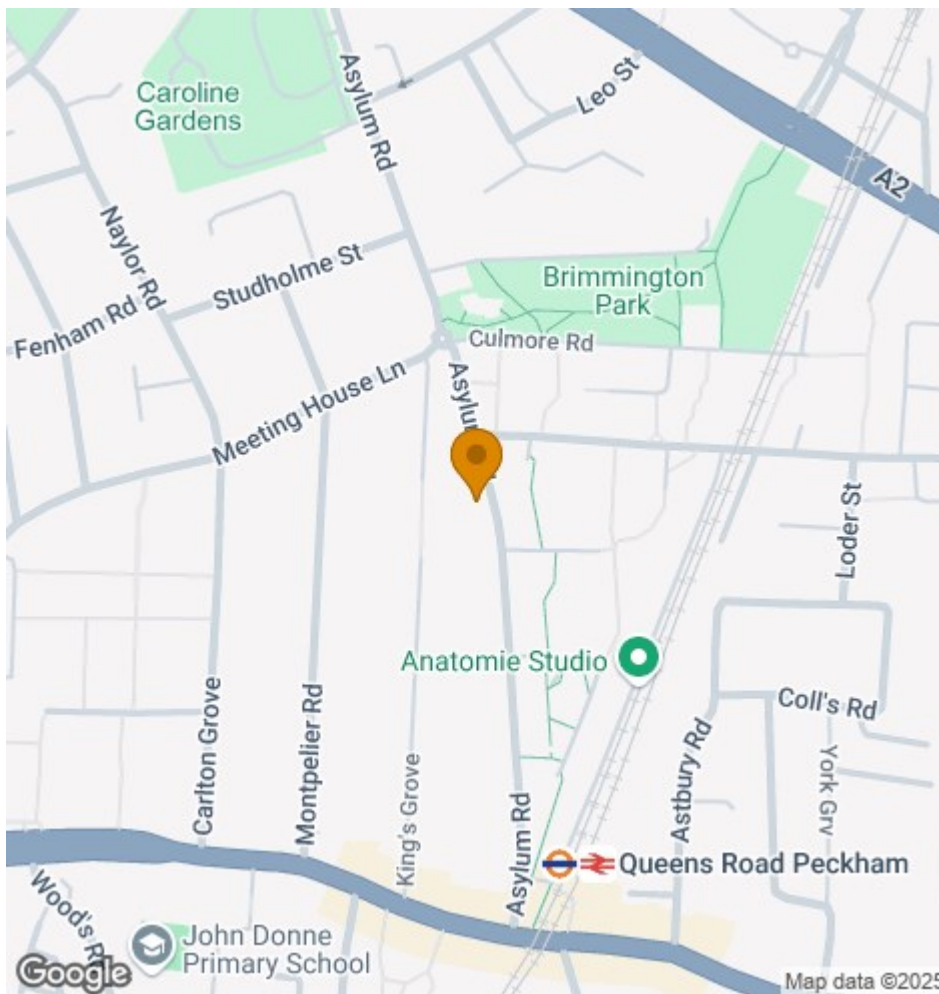 Caroline
Gardens
Asylum Rd
Leo St
A2
Naylor Rd
Studholme St
Brimmington
Park
Fenham Rd
Culmore Rd
Meeting House Ln
Asylum
Loder St
Anatomie Studio
Coll's Rd
Carlton Grove
Montpelier Rd
King's Grove
Asylum Rd
Astbury Rd
York Grv
Queens Road Peckham
Wood's Rd
John Donne
Primary School
Google
Map data ©2025